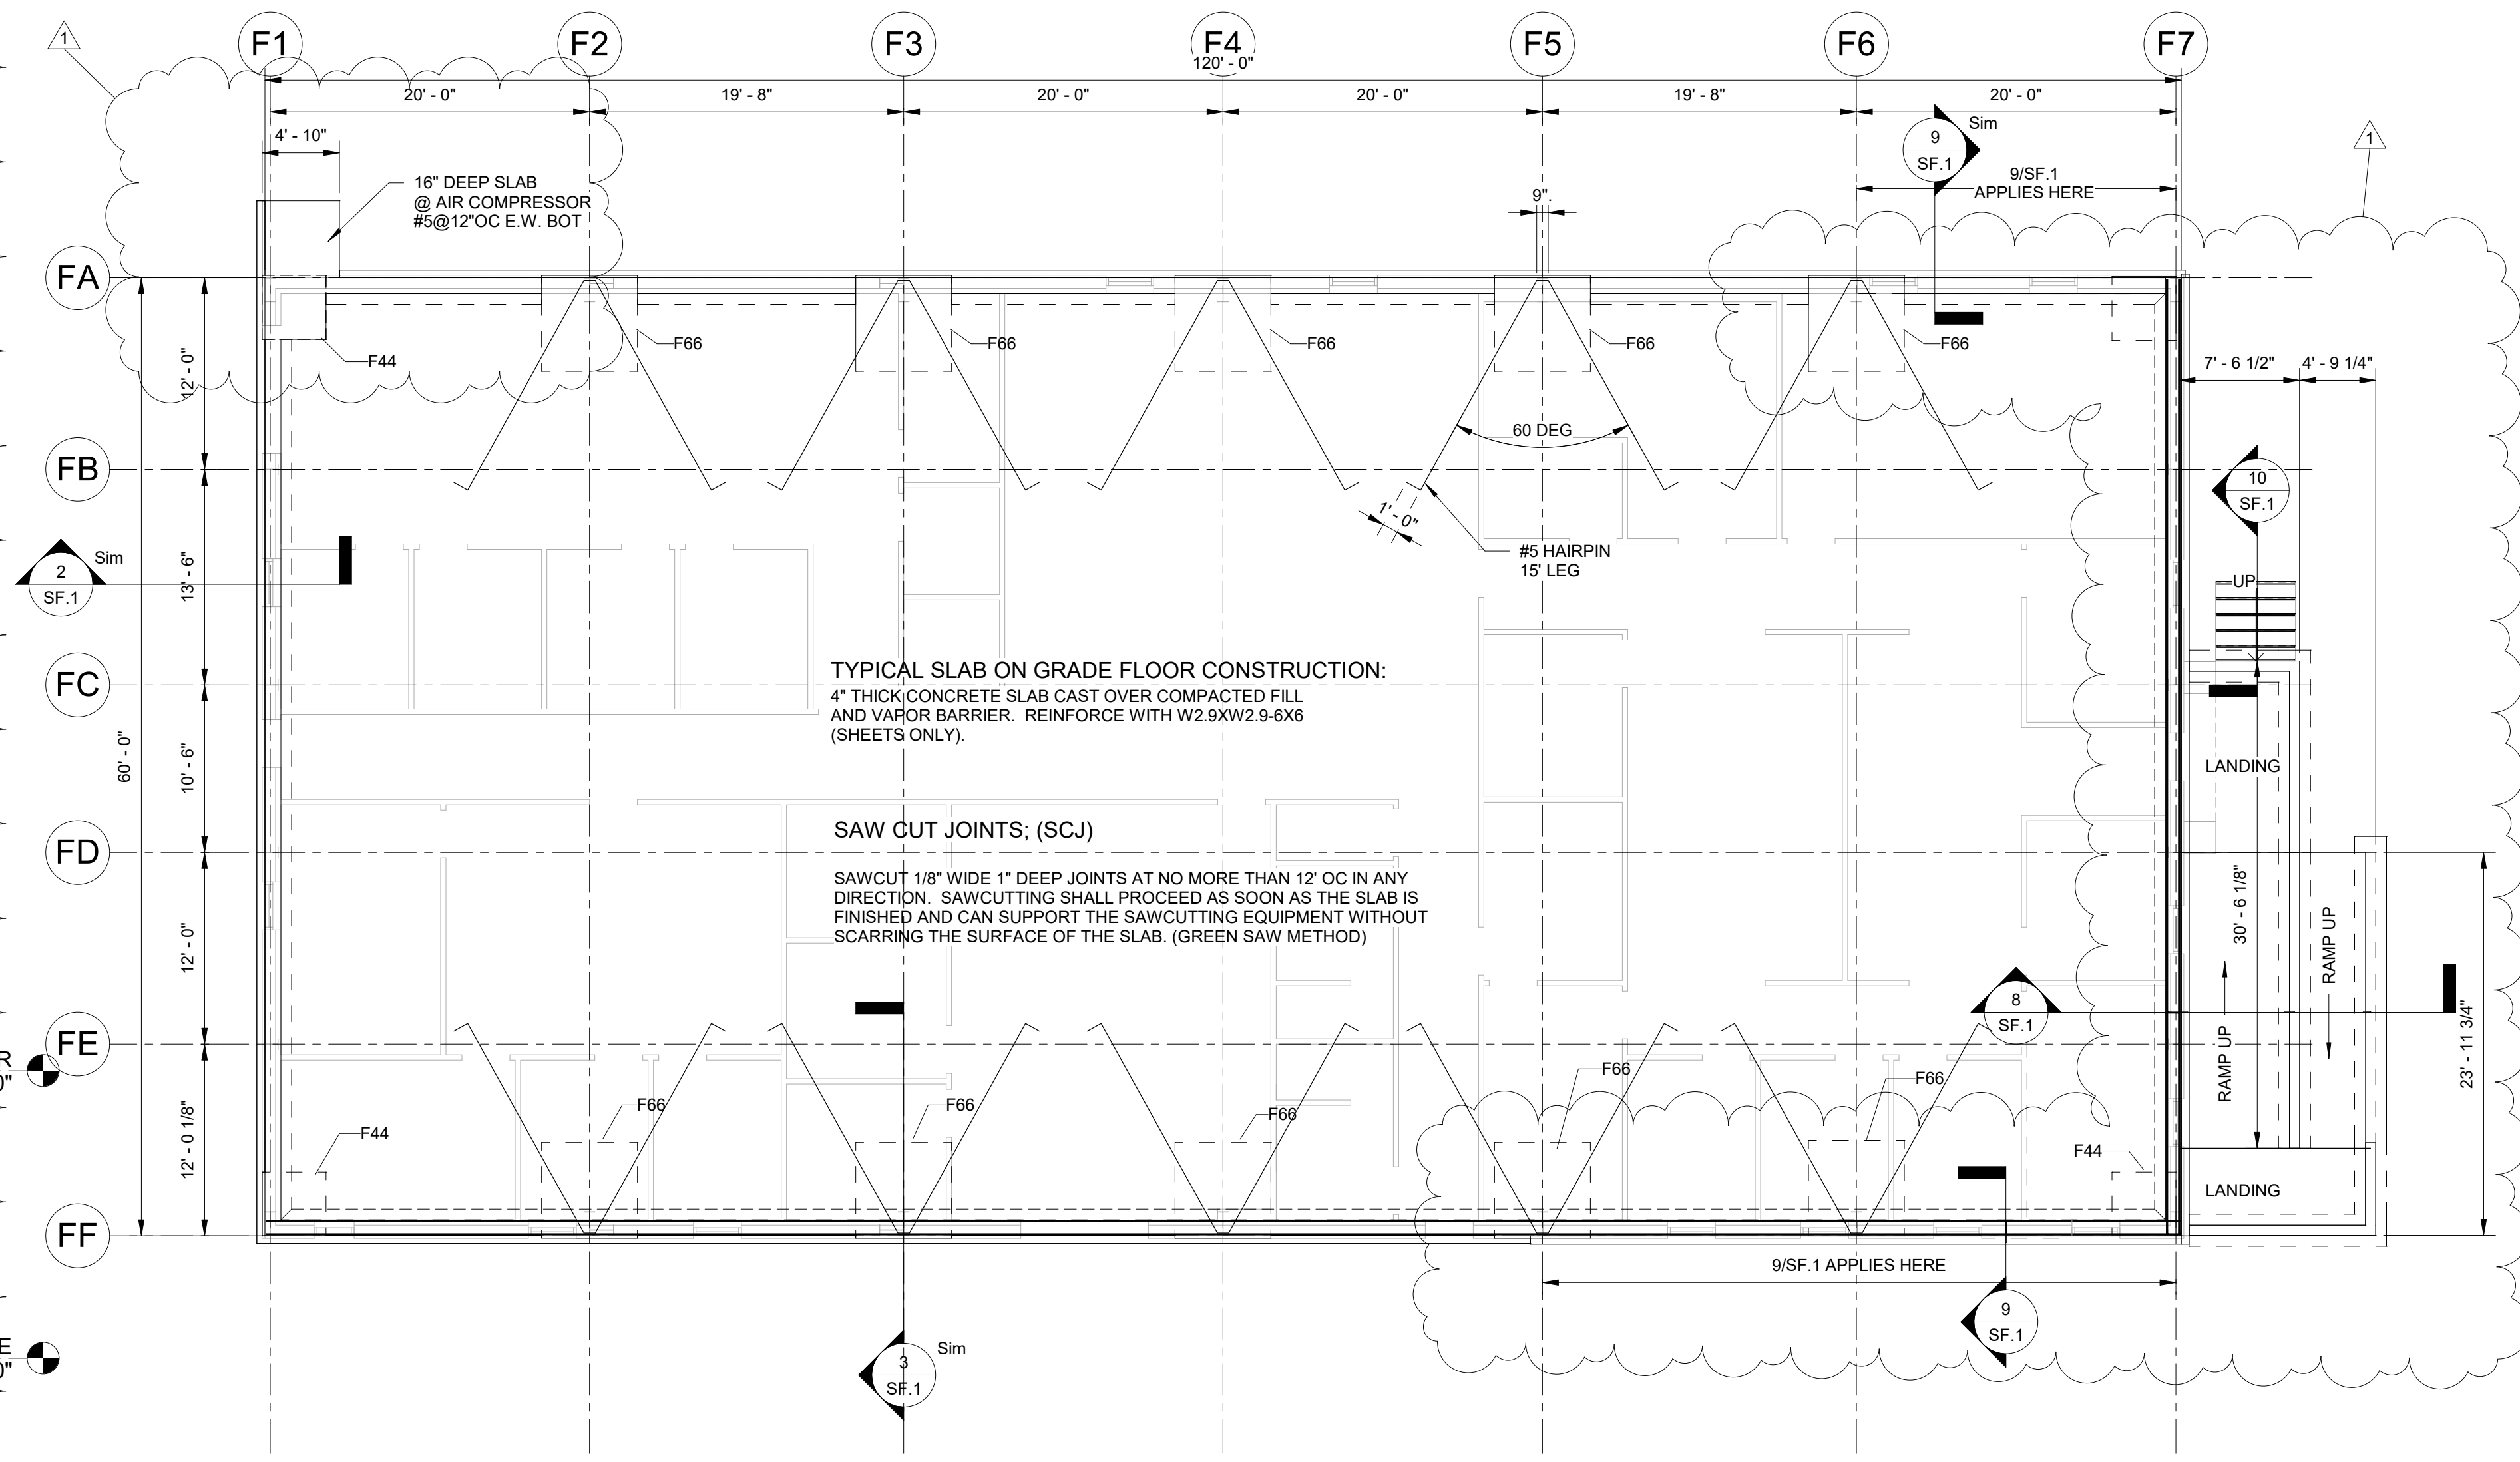 1
F1
F2
F3
F4
F5
F6
F7
120' - 0"
20' - 0"
19' - 8"
20' - 0"
20' - 0"
19' - 8"
20' - 0"
4' - 10"
16" DEEP SLAB
@ AIR COMPRESSOR
#5@12"OC E.W. BOT
9".
9
SF.1
Sim
9/SF.1
APPLIES HERE
1
FA
F44
F66
F66
F66
F66
F66
12' - 0"
7' - 6 1/2"
4' - 9 1/4"
60 DEG
FB
10
SF.1
1' - 0"
#5 HAIRPIN
15' LEG
2
SF.1
Sim
13' - 6"
UP
FC
TYPICAL SLAB ON GRADE FLOOR CONSTRUCTION:
4" THICK CONCRETE SLAB CAST OVER COMPACTED FILL
AND VAPOR BARRIER. REINFORCE WITH W2.9XW2.9-6X6
(SHEETS ONLY).
60' - 0"
10' - 6"
LANDING
FD
SAW CUT JOINTS; (SCJ)
SAWCUT 1/8" WIDE 1" DEEP JOINTS AT NO MORE THAN 12' OC IN ANY
DIRECTION. SAWCUTTING SHALL PROCEED AS SOON AS THE SLAB IS
FINISHED AND CAN SUPPORT THE SAWCUTTING EQUIPMENT WITHOUT
SCARRING THE SURFACE OF THE SLAB. (GREEN SAW METHOD)
12' - 0"
30' - 6 1/8"
RAMP UP
8
SF.1
FE
R
0"
RAMP UP
23' - 11 3/4"
F66
F66
F66
F66
F66
12' - 0 1/8"
F44
F44
LANDING
FF
9/SF.1 APPLIES HERE
9
SF.1
E
0"
3
SF.1
Sim